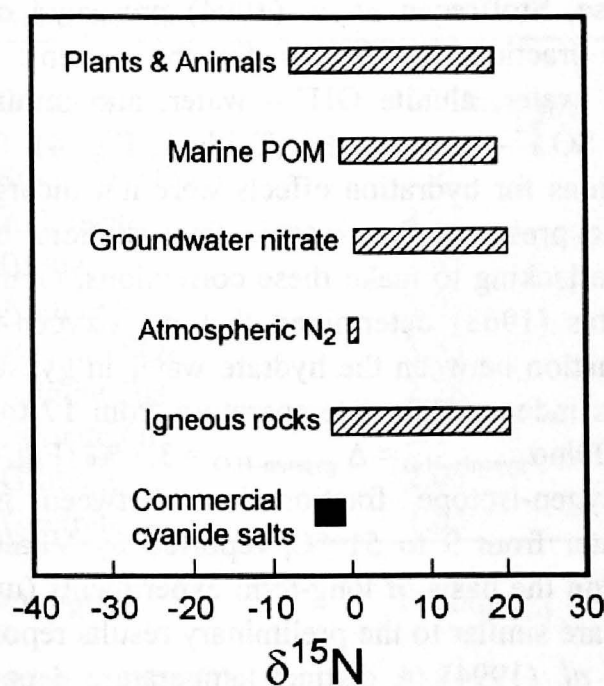 Plants & Animals
Marine POM
Groundwater nitrate
Atmospheric N₂
Igneous rocks
Commercial
cyanide salts
-40 -30 -20 -10 0 10 20 30
δ¹⁵N